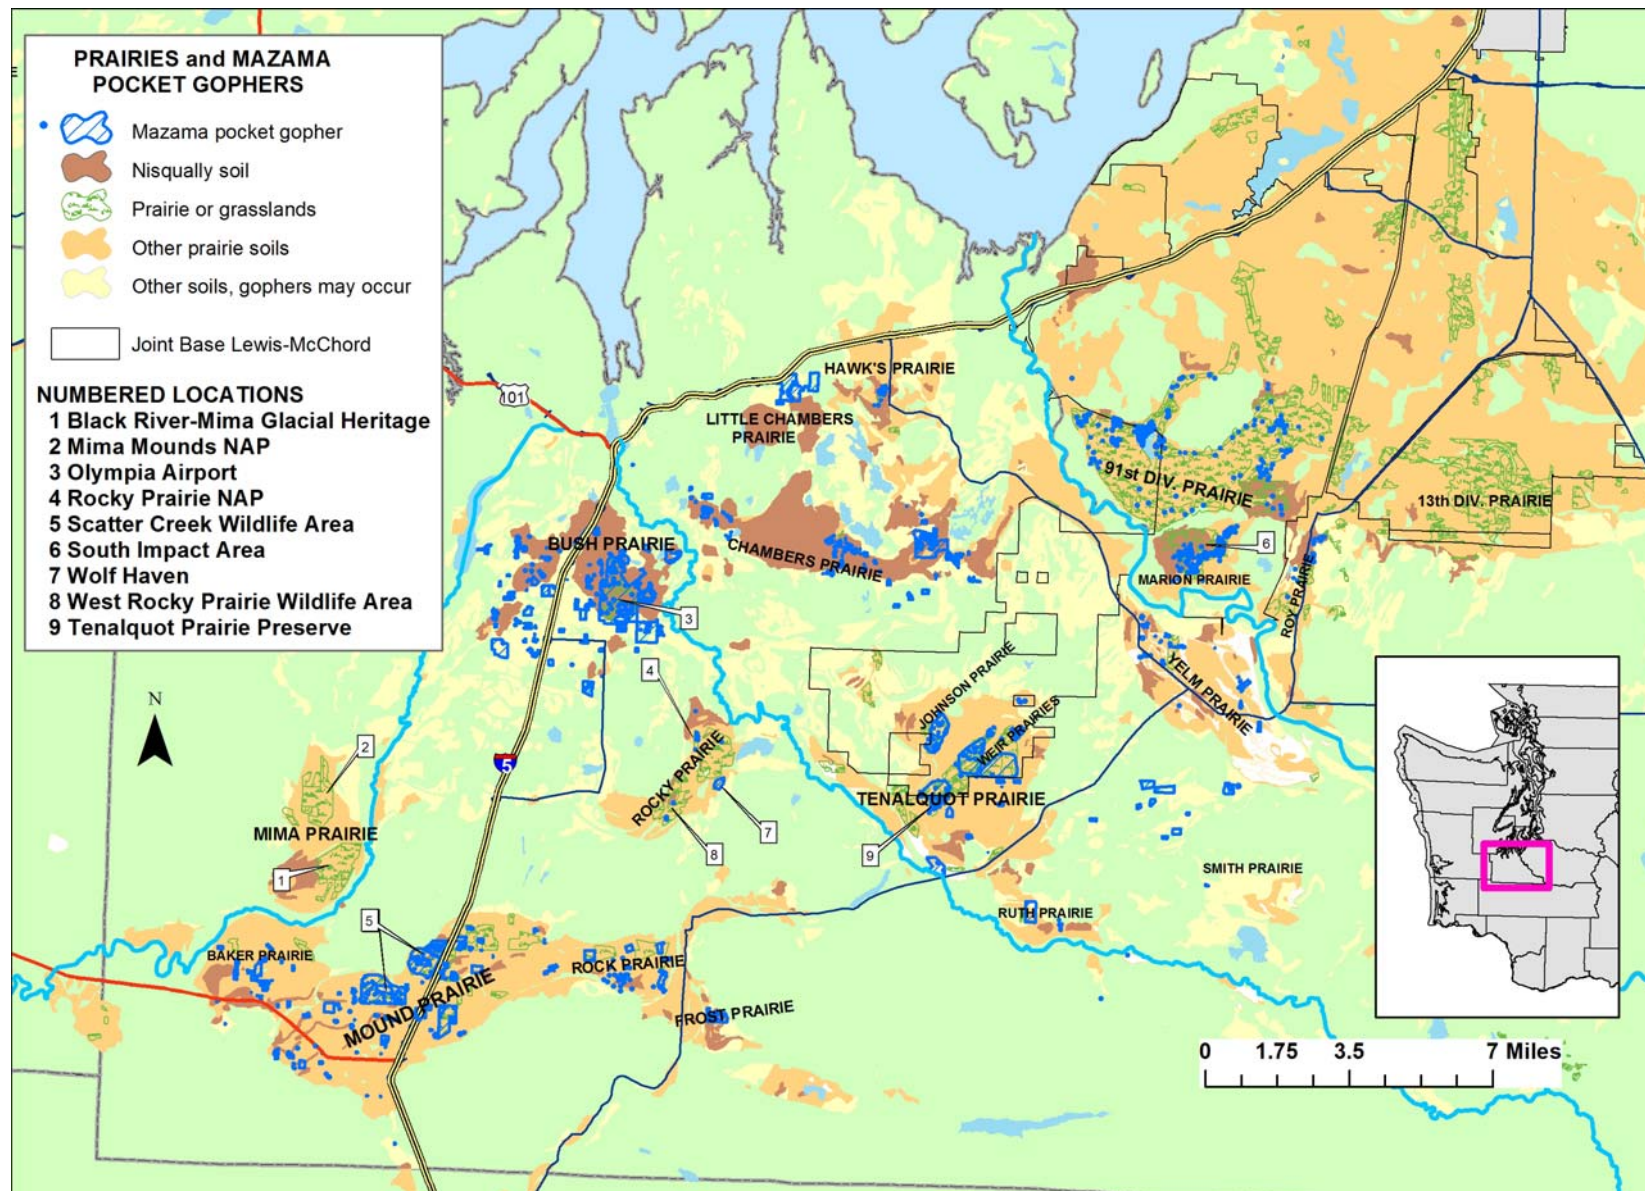 PRAIRIES and MAZAMA
POCKET GOPHERS
Mazama pocket gopher
Nisqually soil
Prairie or grasslands
Other prairie soils
Other soils, gophers may occur
Joint Base Lewis-McChord
NUMBERED LOCATIONS
1 Black River-Mima Glacial Heritage
2 Mima Mounds NAP
3 Olympia Airport
4 Rocky Prairie NAP
5 Scatter Creek Wildlife Area
6 South Impact Area
7 Wolf Haven
8 West Rocky Prairie Wildlife Area
9 Tenalquot Prairie Preserve
E
101
HAWK'S PRAIRIE
LITTLE CHAMBERS
PRAIRIE
91st DIV. PRAIRIE
13th DIV. PRAIRIE
BUSH PRAIRIE
CHAMBERS PRAIRIE
6
MARION PRAIRIE
ROY PRAIRIE
3
4
YELM PRAIRIE
JOHNSON PRAIRIE
WEIR PRAIRIES
N
2
5
ROCKY PRAIRIE
TENALQUOT PRAIRIE
MIMA PRAIRIE
7
8
9
1
SMITH PRAIRIE
RUTH PRAIRIE
5
BAKER PRAIRIE
ROCK PRAIRIE
MOUND PRAIRIE
FROST PRAIRIE
0 1.75 3.5 7 Miles